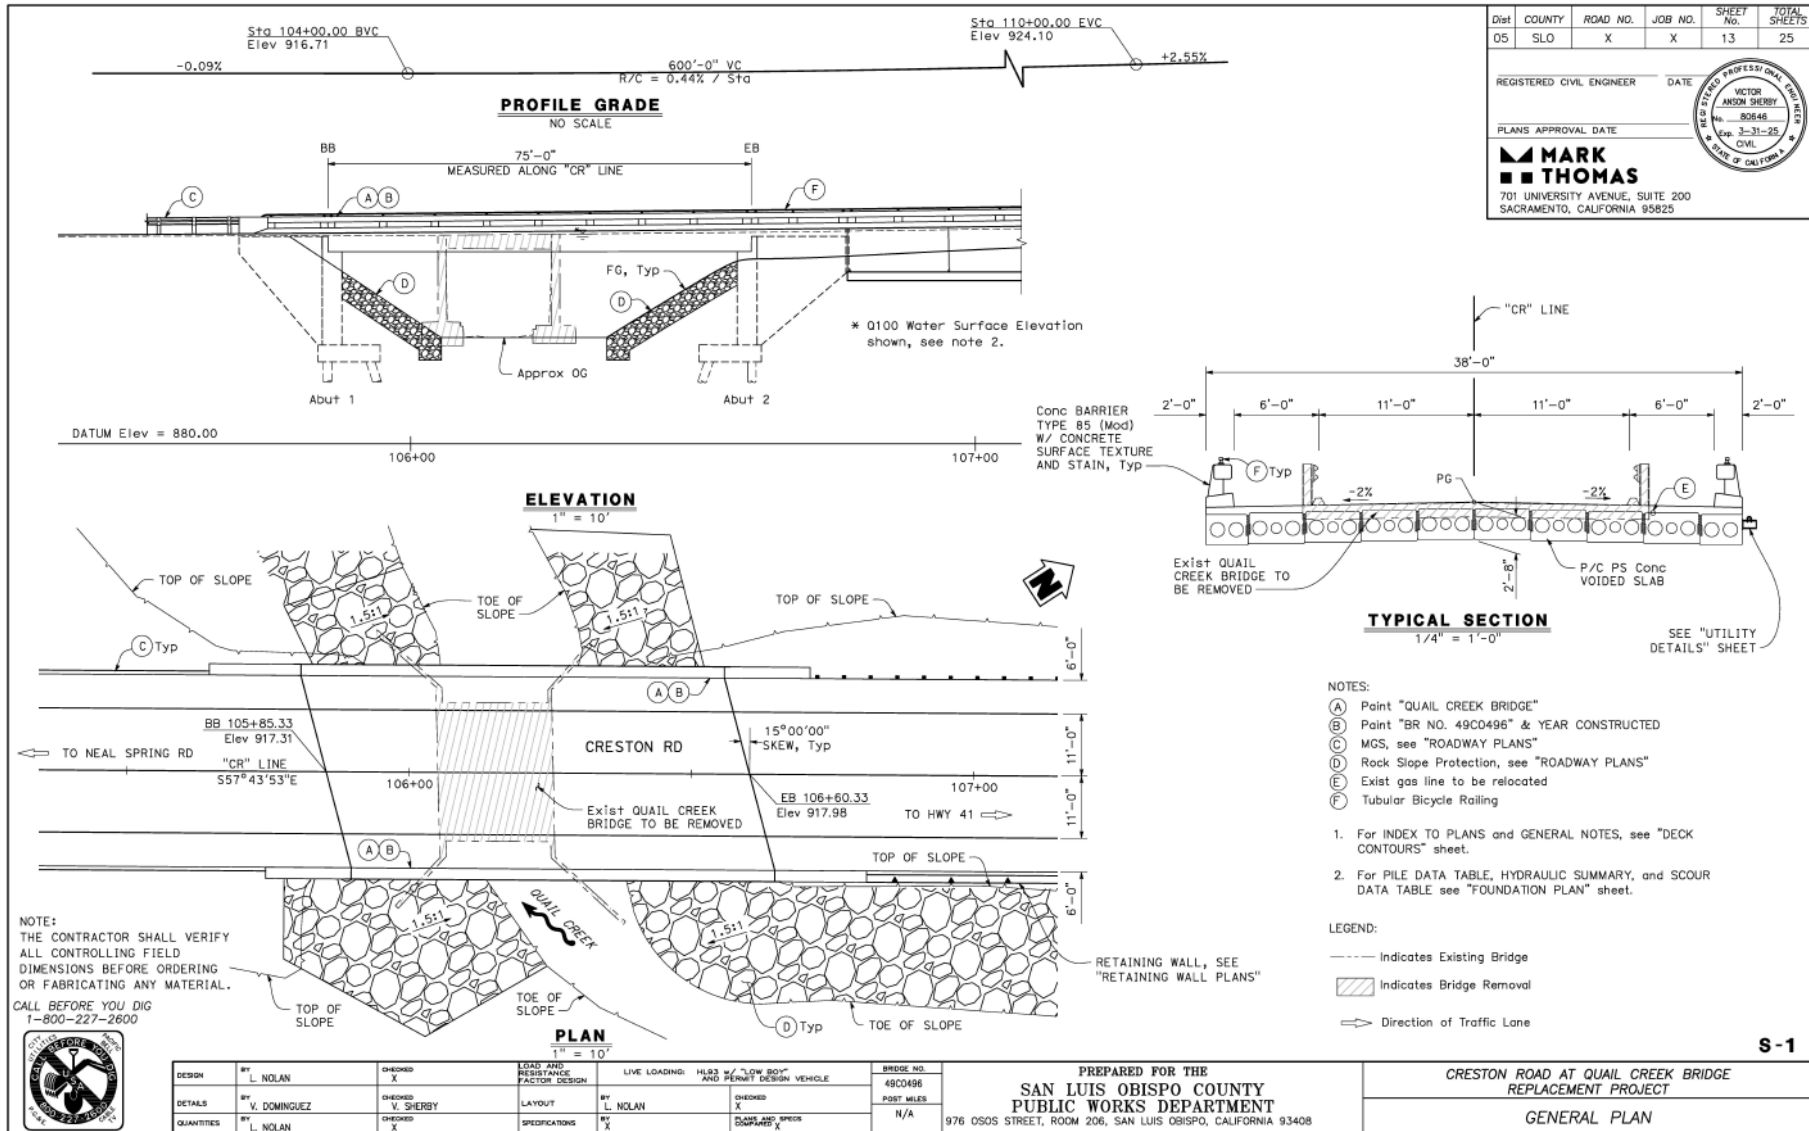 Sta 104+00.00 BVC
Elev 916.71
-0.09%
600'-0" VC
R/C = 0.44% / Sta
Sta 110+00.00 EVC
Elev 924.10
+2.55%
PROFILE GRADE
NO SCALE
Dist COUNTY ROAD NO. JOB NO. SHEET No. TOTAL SHEETS
05 SLO X X 13 25
REGISTERED CIVIL ENGINEER DATE
PLANS APPROVAL DATE
REGISTERED PROFESSIONAL ENGINEER
VICTOR
ANSON SHERBY
No. 80646
Exp. 3-31-25
CIVIL
STATE OF CALIFORNIA
MARK
THOMAS
701 UNIVERSITY AVENUE, SUITE 200
SACRAMENTO, CALIFORNIA 95825
BB
75'-0"
MEASURED ALONG "CR" LINE
EB
C
A B
F
D
FG, Typ
D
* Q100 Water Surface Elevation
shown, see note 2.
Approx OG
Abut 1
Abut 2
DATUM Elev = 880.00
106+00
107+00
ELEVATION
1" = 10'
"CR" LINE
38'-0"
2'-0" 6'-0" 11'-0" 11'-0" 6'-0" 2'-0"
Conc BARRIER
TYPE 85 (Mod)
W/ CONCRETE
SURFACE TEXTURE
AND STAIN, Typ
F Typ
PG
-2%
-2%
E
Exist QUAIL
CREEK BRIDGE TO
BE REMOVED
2'-8"
P/C PS Conc
VOIDED SLAB
SEE "UTILITY
DETAILS" SHEET
TYPICAL SECTION
1/4" = 1'-0"
TOP OF SLOPE
TOE OF
SLOPE
1.5:1
1.5:1
N
TOP OF SLOPE
C Typ
6'-0"
A B
BB 105+85.33
Elev 917.31
15°00'00"
SKEW, Typ
11'-0"
TO NEAL SPRING RD
CRESTON RD
"CR" LINE
S57°43'53"E
106+00
107+00
EB 106+60.33
Elev 917.98
Exist QUAIL CREEK
BRIDGE TO BE REMOVED
TO HWY 41
11'-0"
A B
TOP OF SLOPE
6'-0"
QUAIL CREEK
1.5:1
1.5:1
NOTE:
THE CONTRACTOR SHALL VERIFY
ALL CONTROLLING FIELD
DIMENSIONS BEFORE ORDERING
OR FABRICATING ANY MATERIAL.
RETAINING WALL, SEE
"RETAINING WALL PLANS"
TOP OF
SLOPE
TOE OF
SLOPE
D Typ
TOE OF SLOPE
PLAN
1" = 10'
CALL BEFORE YOU DIG
1-800-227-2600
CITY UTILITIES
PACIFIC BELL
CALL BEFORE YOU DIG
USA
800-227-2600
P.G.&E.
CABLE TV
NOTES:
A Paint "QUAIL CREEK BRIDGE"
B Paint "BR NO. 49C0496" & YEAR CONSTRUCTED
C MGS, see "ROADWAY PLANS"
D Rock Slope Protection, see "ROADWAY PLANS"
E Exist gas line to be relocated
F Tubular Bicycle Railing
1. For INDEX TO PLANS and GENERAL NOTES, see "DECK
CONTOURS" sheet.
2. For PILE DATA TABLE, HYDRAULIC SUMMARY, and SCOUR
DATA TABLE see "FOUNDATION PLAN" sheet.
LEGEND:
Indicates Existing Bridge
Indicates Bridge Removal
Direction of Traffic Lane
S-1
DESIGN BY L. NOLAN CHECKED X LOAD AND RESISTANCE FACTOR DESIGN LIVE LOADING: HL93 w/ "LOW BOY" AND PERMIT DESIGN VEHICLE
DETAILS BY V. DOMINGUEZ CHECKED V. SHERBY LAYOUT BY L. NOLAN CHECKED X
QUANTITIES BY L. NOLAN CHECKED X SPECIFICATIONS BY X PLANS AND SPECS COMPARED X
BRIDGE NO.
49C0496
POST MILES
N/A
PREPARED FOR THE
SAN LUIS OBISPO COUNTY
PUBLIC WORKS DEPARTMENT
976 OSOS STREET, ROOM 206, SAN LUIS OBISPO, CALIFORNIA 93408
CRESTON ROAD AT QUAIL CREEK BRIDGE
REPLACEMENT PROJECT
GENERAL PLAN